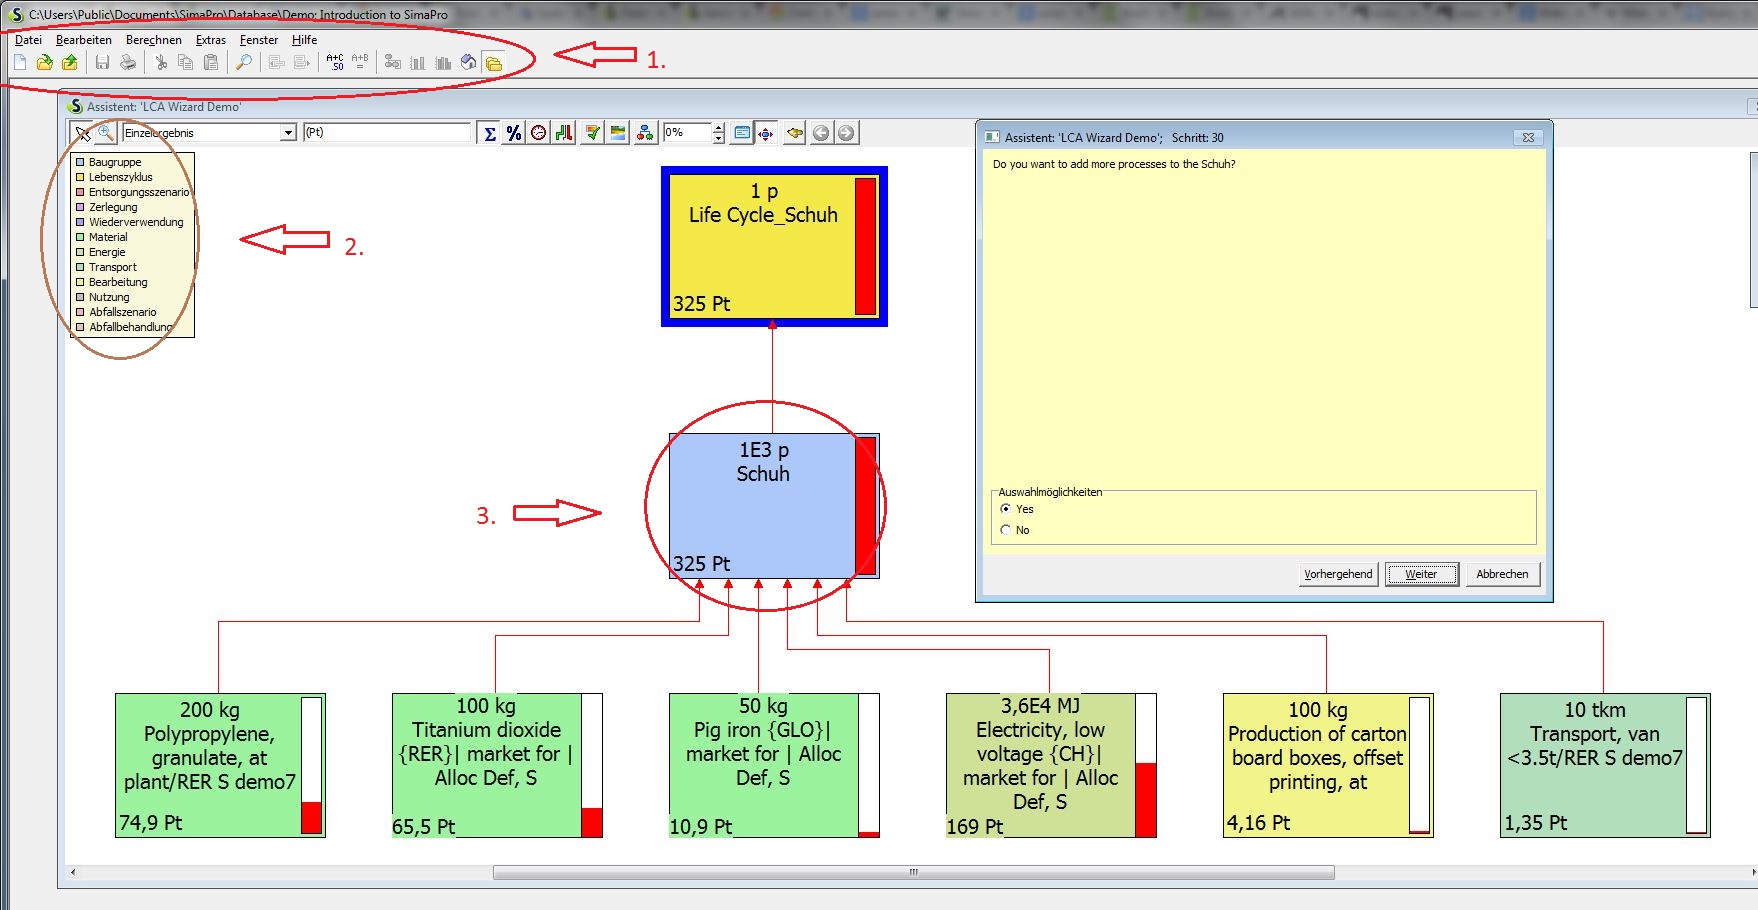 C:\Users\Public\Documents\SimaPro\Database\Demo; Introduction to SimaPro
Datei Bearbeiten Berechnen Extras Fenster Hilfe
A+C .50 A+B =
1.
Assistent: 'LCA Wizard Demo'
Einzelergebnis (Pt) Σ % 0%
Baugruppe
Lebenszyklus
Entsorgungsszenario
Zerlegung
Wiederverwendung
Material
Energie
Transport
Bearbeitung
Nutzung
Abfallszenario
Abfallbehandlung
2.
1 p
Life Cycle_Schuh
325 Pt
Assistent: 'LCA Wizard Demo'; Schritt: 30
Do you want to add more processes to the Schuh?
Auswahlmöglichkeiten
Yes
No
Vorhergehend Weiter Abbrechen
3.
1E3 p
Schuh
325 Pt
200 kg
Polypropylene,
granulate, at
plant/RER S demo7
74,9 Pt
100 kg
Titanium dioxide
{RER}| market for |
Alloc Def, S
65,5 Pt
50 kg
Pig iron {GLO}|
market for | Alloc
Def, S
10,9 Pt
3,6E4 MJ
Electricity, low
voltage {CH}|
market for | Alloc
Def, S
169 Pt
100 kg
Production of carton
board boxes, offset
printing, at
4,16 Pt
10 tkm
Transport, van
<3.5t/RER S demo7
1,35 Pt